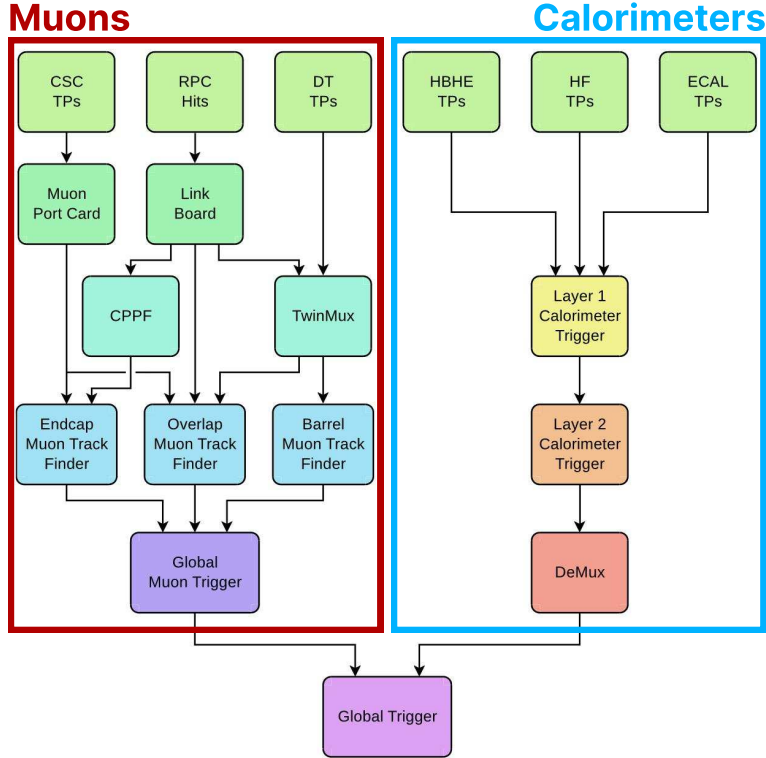 Muons
Calorimeters
CSC
TPs
RPC
Hits
DT
TPs
HBHE
TPs
HF
TPs
ECAL
TPs
Muon
Port Card
Link
Board
CPPF
TwinMux
Layer 1
Calorimeter
Trigger
Endcap
Muon Track
Finder
Overlap
Muon Track
Finder
Barrel
Muon Track
Finder
Layer 2
Calorimeter
Trigger
Global
Muon Trigger
DeMux
Global Trigger